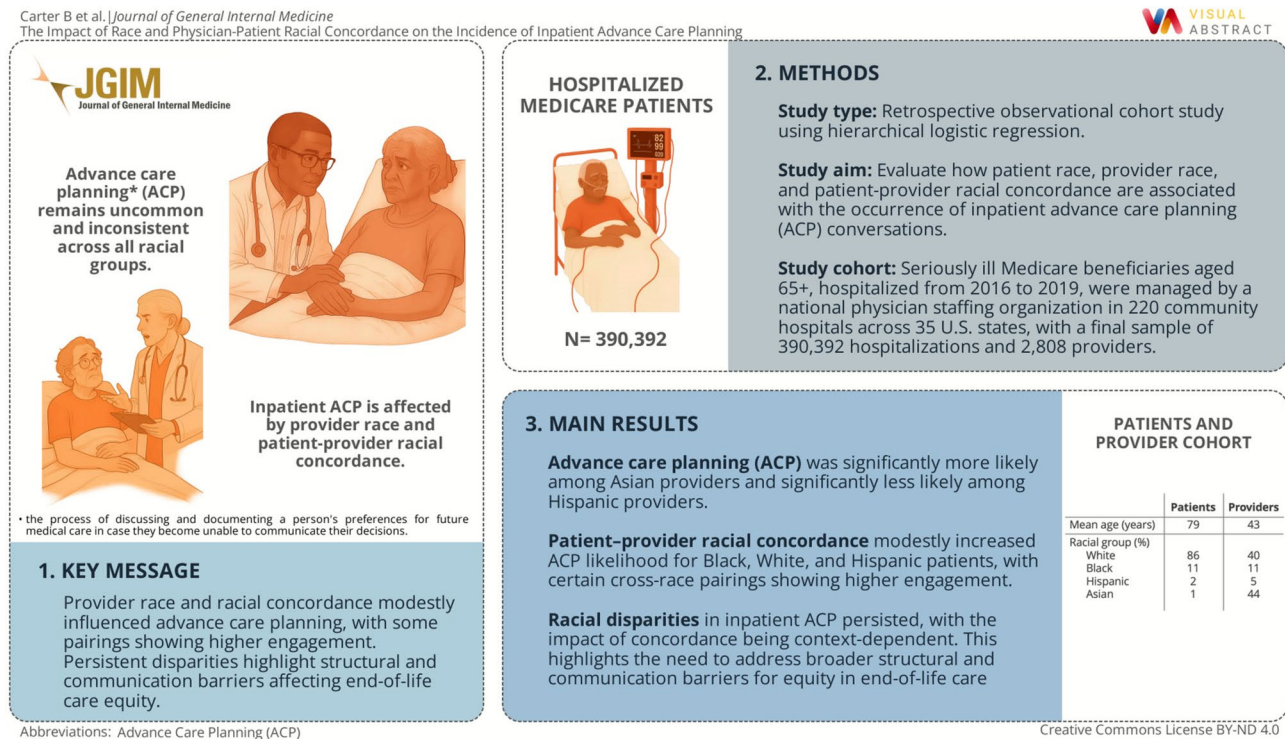 Carter B et al.|Journal of General Internal Medicine
The Impact of Race and Physician-Patient Racial Concordance on the Incidence of Inpatient Advance Care Planning
VISUAL
ABSTRACT
JGIM
Journal of General Internal Medicine
Advance care
planning* (ACP)
remains uncommon
and inconsistent
across all racial
groups.
Inpatient ACP is affected
by provider race and
patient-provider racial
concordance.
• the process of discussing and documenting a person's preferences for future
medical care in case they become unable to communicate their decisions.
1. KEY MESSAGE
Provider race and racial concordance modestly
influenced advance care planning, with some
pairings showing higher engagement.
Persistent disparities highlight structural and
communication barriers affecting end-of-life
care equity.
HOSPITALIZED
MEDICARE PATIENTS
82
99
020
N= 390,392
2. METHODS
Study type: Retrospective observational cohort study
using hierarchical logistic regression.
Study aim: Evaluate how patient race, provider race,
and patient-provider racial concordance are associated
with the occurrence of inpatient advance care planning
(ACP) conversations.
Study cohort: Seriously ill Medicare beneficiaries aged
65+, hospitalized from 2016 to 2019, were managed by a
national physician staffing organization in 220 community
hospitals across 35 U.S. states, with a final sample of
390,392 hospitalizations and 2,808 providers.
3. MAIN RESULTS
Advance care planning (ACP) was significantly more likely
among Asian providers and significantly less likely among
Hispanic providers.
Patient–provider racial concordance modestly increased
ACP likelihood for Black, White, and Hispanic patients, with
certain cross-race pairings showing higher engagement.
Racial disparities in inpatient ACP persisted, with the
impact of concordance being context-dependent. This
highlights the need to address broader structural and
communication barriers for equity in end-of-life care
PATIENTS AND
PROVIDER COHORT
Patients Providers
Mean age (years) 79 43
Racial group (%)
White 86 40
Black 11 11
Hispanic 2 5
Asian 1 44
Abbreviations: Advance Care Planning (ACP)
Creative Commons License BY-ND 4.0